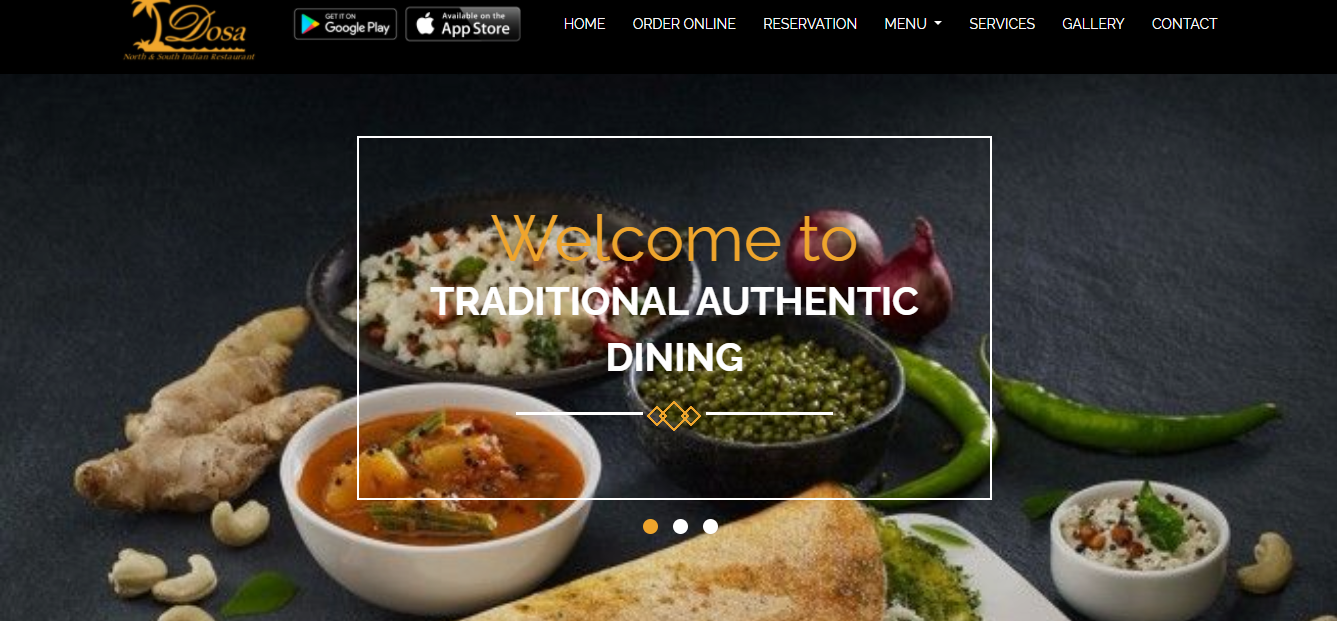 Dosa
North & South Indian Restaurant
GET IT ON
Google Play
Available on the
App Store
HOME
ORDER ONLINE
RESERVATION
MENU
SERVICES
GALLERY
CONTACT
Welcome to
TRADITIONAL AUTHENTIC
DINING